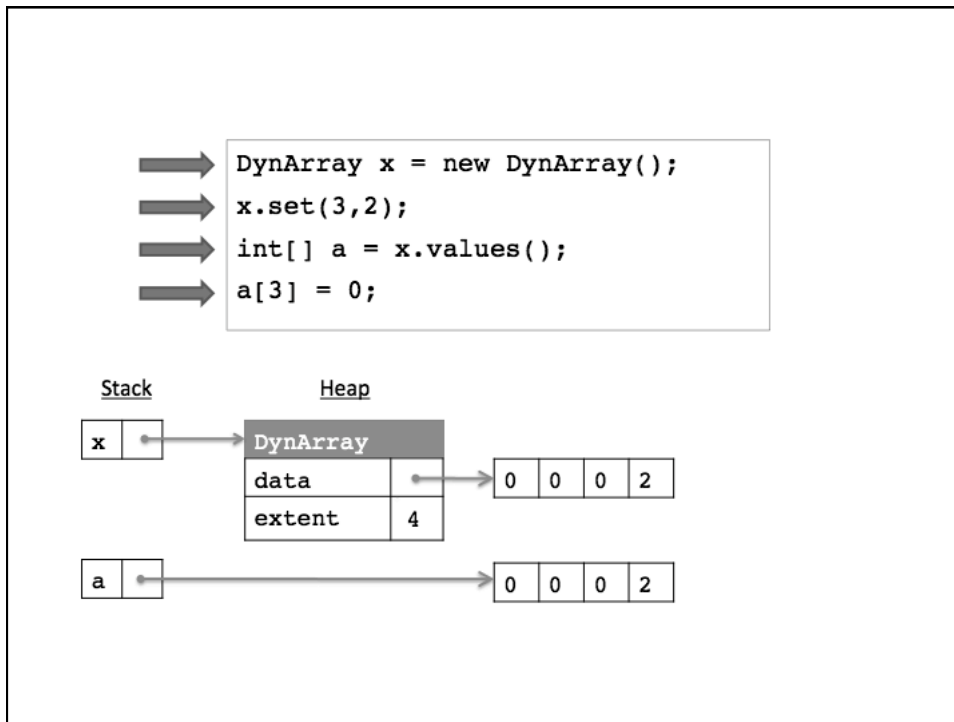 DynArray x = new DynArray();
x.set(3,2);
int[] a = x.values();
a[3] = 0;
Stack Heap
x DynArray
data 0 0 0 2
extent 4
a 0 0 0 2